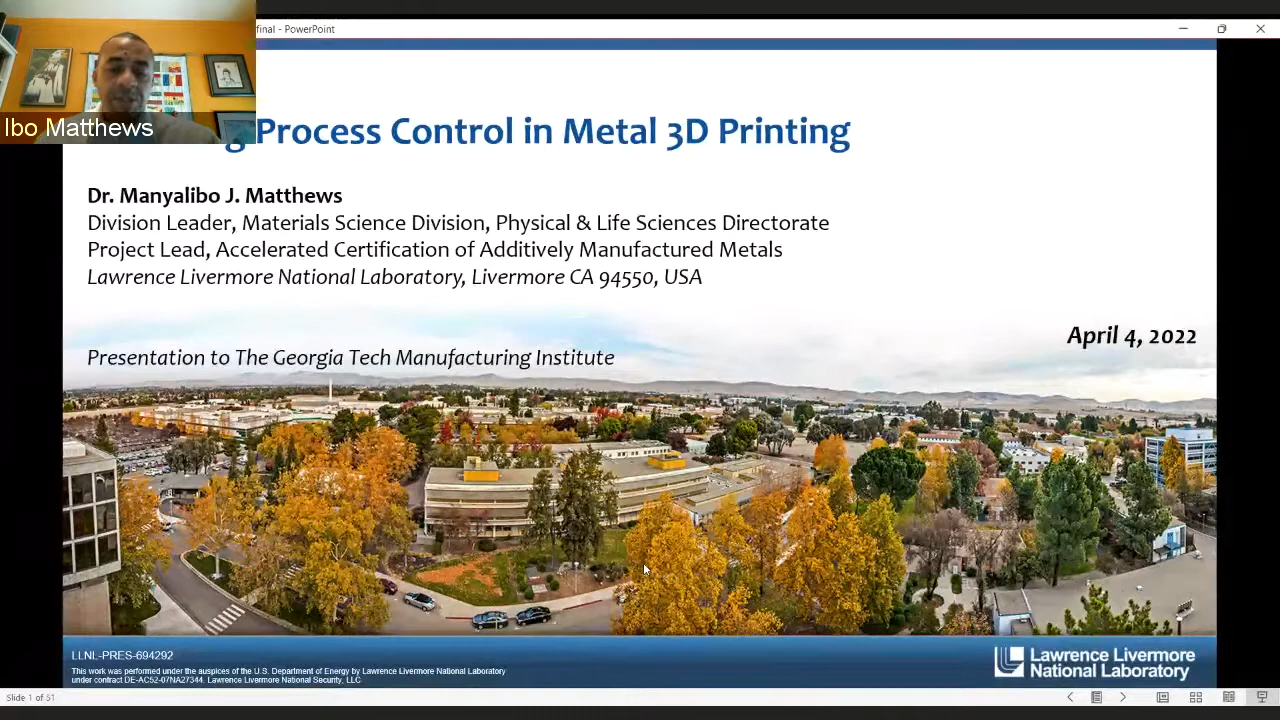 final - PowerPoint
Ibo Matthews
g Process Control in Metal 3D Printing
Dr. Manyalibo J. Matthews
Division Leader, Materials Science Division, Physical & Life Sciences Directorate
Project Lead, Accelerated Certification of Additively Manufactured Metals
Lawrence Livermore National Laboratory, Livermore CA 94550, USA
April 4, 2022
Presentation to The Georgia Tech Manufacturing Institute
LLNL-PRES-694292
This work was performed under the auspices of the U.S. Department of Energy by Lawrence Livermore National Laboratory
under contract DE-AC52-07NA27344. Lawrence Livermore National Security, LLC
Lawrence Livermore
National Laboratory
Slide 1 of 51